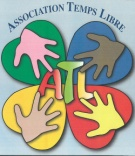 ASSOCIATION TEMPS LIBRE
ATL